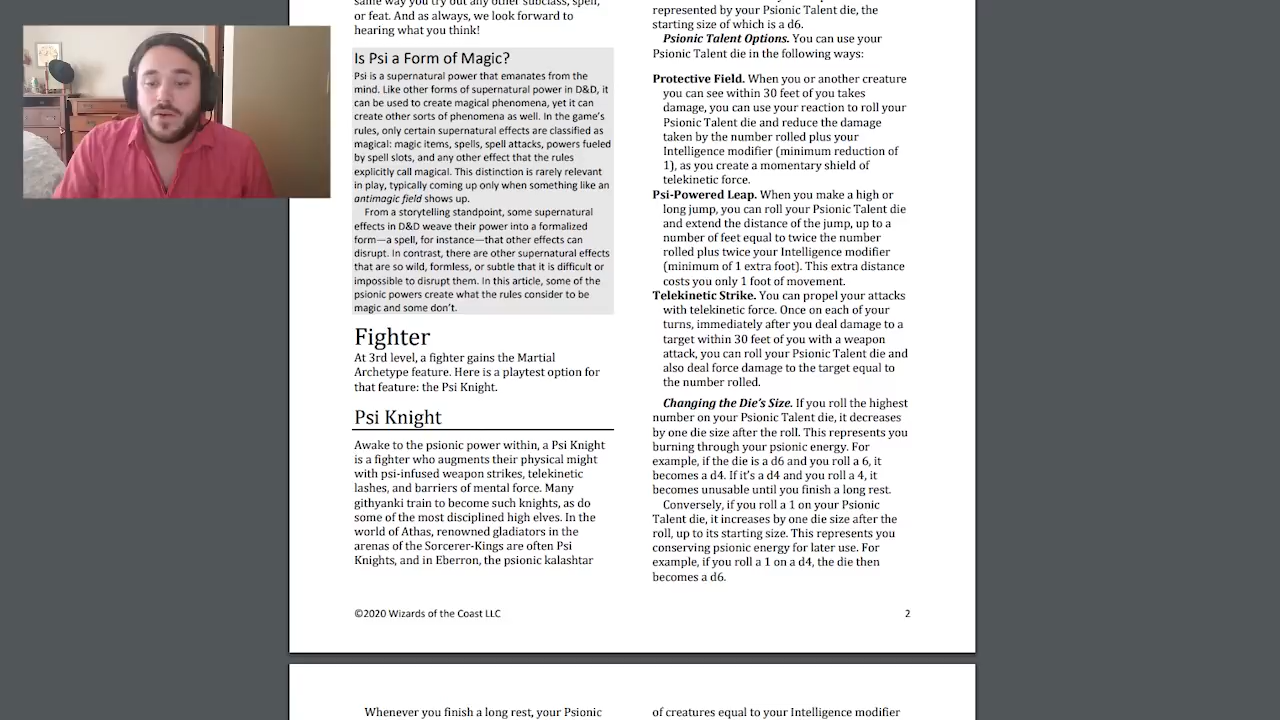 same way you try out any other subclass, spell,
or feat. And as always, we look forward to
hearing what you think!
Is Psi a Form of Magic?
Psi is a supernatural power that emanates from the
mind. Like other forms of supernatural power in D&D, it
can be used to create magical phenomena, yet it can
create other sorts of phenomena as well. In the game's
rules, only certain supernatural effects are classified as
magical: magic items, spells, spell attacks, powers fueled
by spell slots, and any other effect that the rules
explicitly call magical. This distinction is rarely relevant
in play, typically coming up only when something like an
antimagic field shows up.
From a storytelling standpoint, some supernatural
effects in D&D weave their power into a formalized
form—a spell, for instance—that other effects can
disrupt. In contrast, there are other supernatural effects
that are so wild, formless, or subtle that it is difficult or
impossible to disrupt them. In this article, some of the
psionic powers create what the rules consider to be
magic and some don't.
Fighter
At 3rd level, a fighter gains the Martial
Archetype feature. Here is a playtest option for
that feature: the Psi Knight.
Psi Knight
Awake to the psionic power within, a Psi Knight
is a fighter who augments their physical might
with psi-infused weapon strikes, telekinetic
lashes, and barriers of mental force. Many
githyanki train to become such knights, as do
some of the most disciplined high elves. In the
world of Athas, renowned gladiators in the
arenas of the Sorcerer-Kings are often Psi
Knights, and in Eberron, the psionic kalashtar
represented by your Psionic Talent die, the
starting size of which is a d6.
Psionic Talent Options. You can use your
Psionic Talent die in the following ways:
Protective Field. When you or another creature
you can see within 30 feet of you takes
damage, you can use your reaction to roll your
Psionic Talent die and reduce the damage
taken by the number rolled plus your
Intelligence modifier (minimum reduction of
1), as you create a momentary shield of
telekinetic force.
Psi-Powered Leap. When you make a high or
long jump, you can roll your Psionic Talent die
and extend the distance of the jump, up to a
number of feet equal to twice the number
rolled plus twice your Intelligence modifier
(minimum of 1 extra foot). This extra distance
costs you only 1 foot of movement.
Telekinetic Strike. You can propel your attacks
with telekinetic force. Once on each of your
turns, immediately after you deal damage to a
target within 30 feet of you with a weapon
attack, you can roll your Psionic Talent die and
also deal force damage to the target equal to
the number rolled.
Changing the Die's Size. If you roll the highest
number on your Psionic Talent die, it decreases
by one die size after the roll. This represents you
burning through your psionic energy. For
example, if the die is a d6 and you roll a 6, it
becomes a d4. If it's a d4 and you roll a 4, it
becomes unusable until you finish a long rest.
Conversely, if you roll a 1 on your Psionic
Talent die, it increases by one die size after the
roll, up to its starting size. This represents you
conserving psionic energy for later use. For
example, if you roll a 1 on a d4, the die then
becomes a d6.
©2020 Wizards of the Coast LLC
2
Whenever you finish a long rest, your Psionic
of creatures equal to your Intelligence modifier